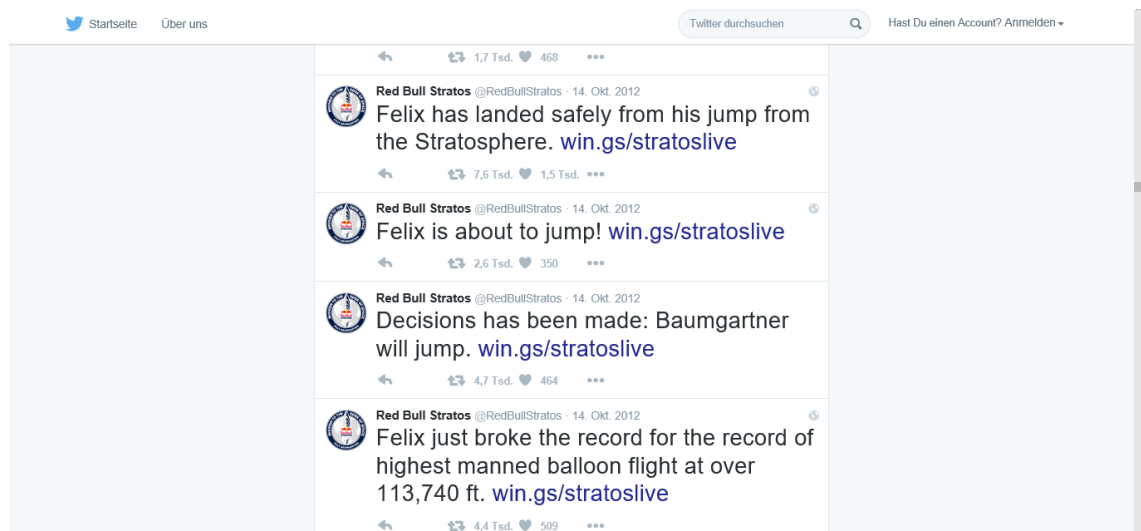 Startseite Über uns Twitter durchsuchen Hast Du einen Account? Anmelden
1,7 Tsd. 468
Red Bull Stratos @RedBullStratos · 14. Okt. 2012
Felix has landed safely from his jump from
the Stratosphere. win.gs/stratoslive
7,6 Tsd. 1,5 Tsd.
Red Bull Stratos @RedBullStratos · 14. Okt. 2012
Felix is about to jump! win.gs/stratoslive
2,6 Tsd. 350
Red Bull Stratos @RedBullStratos · 14. Okt. 2012
Decisions has been made: Baumgartner
will jump. win.gs/stratoslive
4,7 Tsd. 464
Red Bull Stratos @RedBullStratos · 14. Okt. 2012
Felix just broke the record for the record of
highest manned balloon flight at over
113,740 ft. win.gs/stratoslive
4,4 Tsd. 509